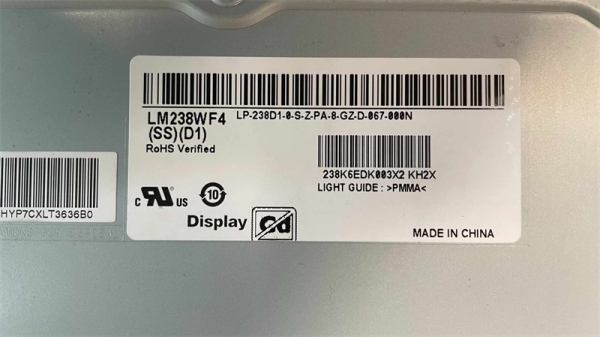 LP-238D1-0-S-Z-PA-8-GZ-D-067-000N
LM238WF4
(SS)(D1)
RoHS Verified
238K6EDK003X2 KH2X
LIGHT GUIDE : >PMMA<
HYP7CXLT3636B0
c RU US
10
Display Cd
MADE IN CHINA